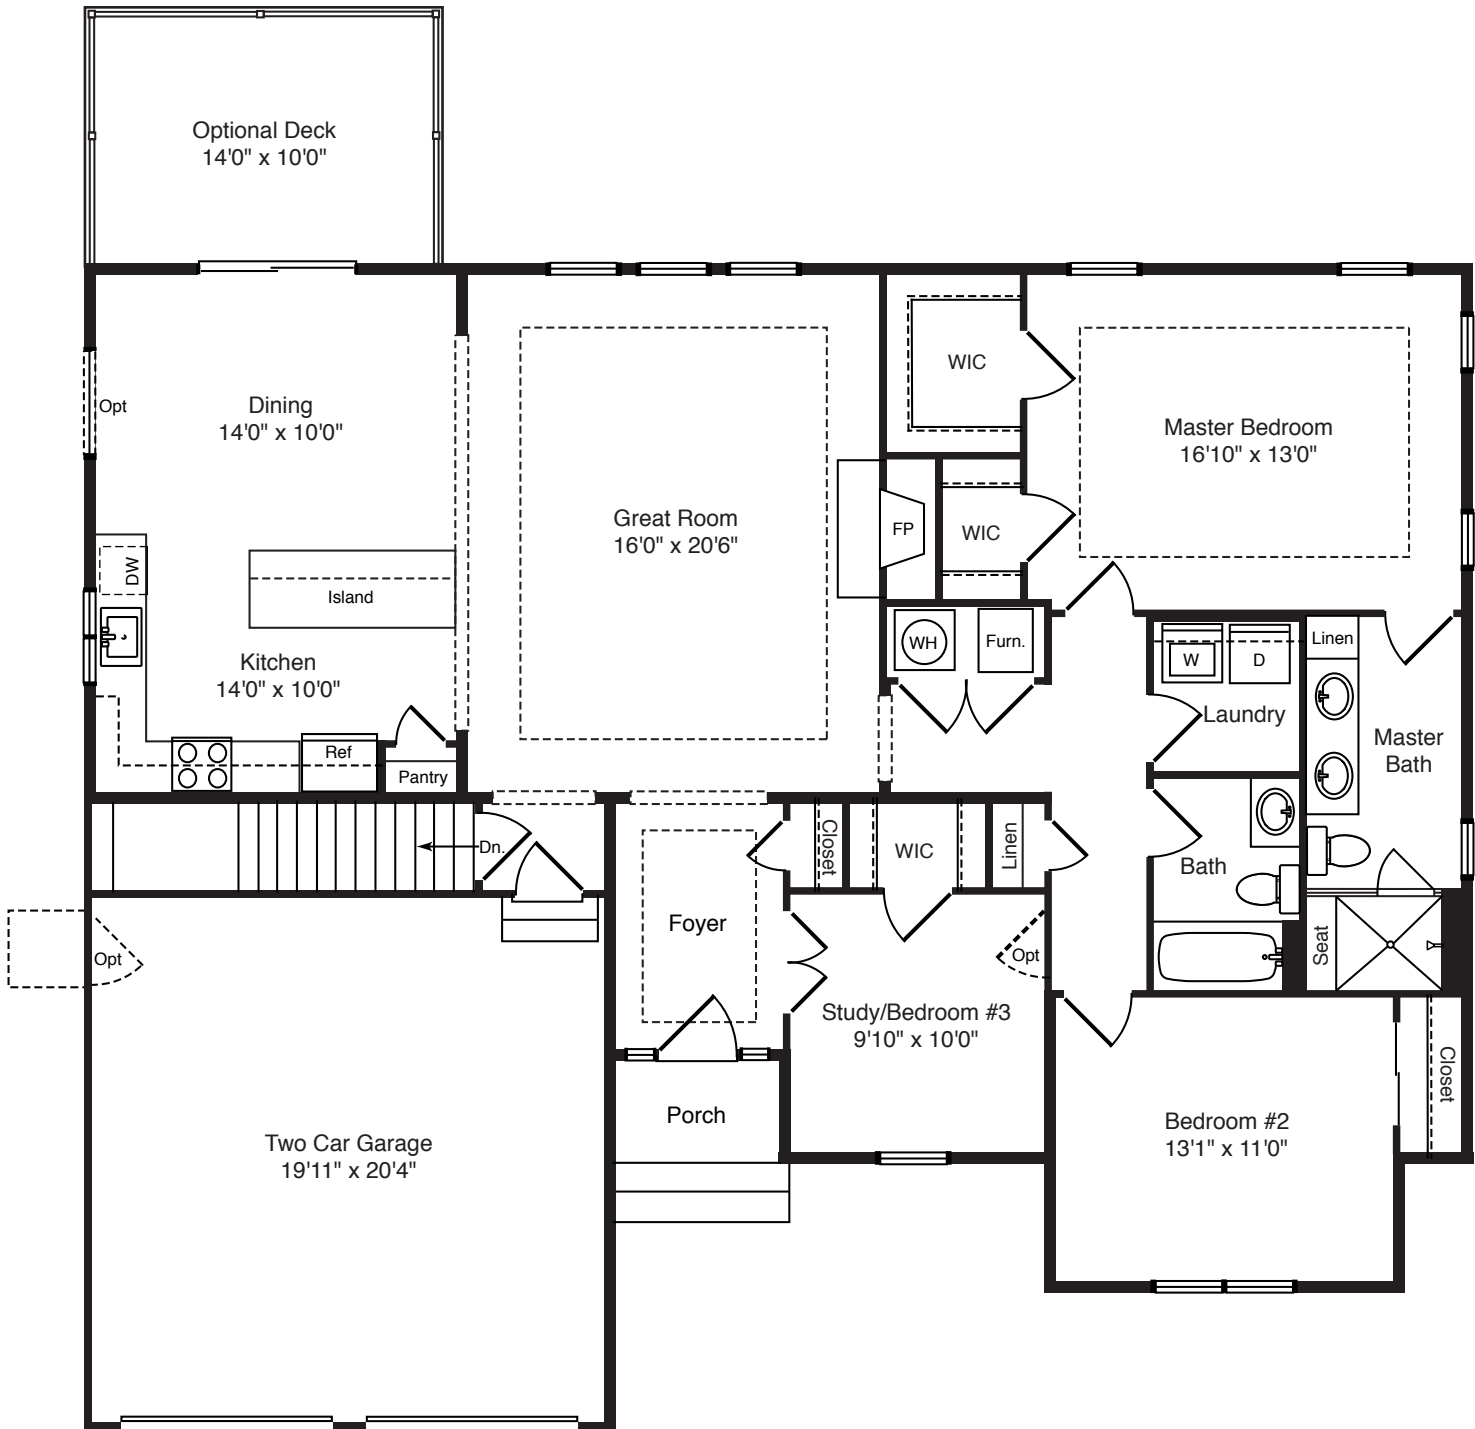 Optional Deck
14'0" x 10'0"
Opt
Dining
14'0" x 10'0"
WIC
Master Bedroom
16'10" x 13'0"
Great Room
16'0" x 20'6"
FP
WIC
DW
Island
Kitchen
14'0" x 10'0"
WH
Furn.
W
D
Linen
Laundry
Master
Bath
Ref
Pantry
Dn.
Closet
WIC
Linen
Bath
Foyer
Opt
Opt
Seat
Study/Bedroom #3
9'10" x 10'0"
Closet
Porch
Bedroom #2
13'1" x 11'0"
Two Car Garage
19'11" x 20'4"